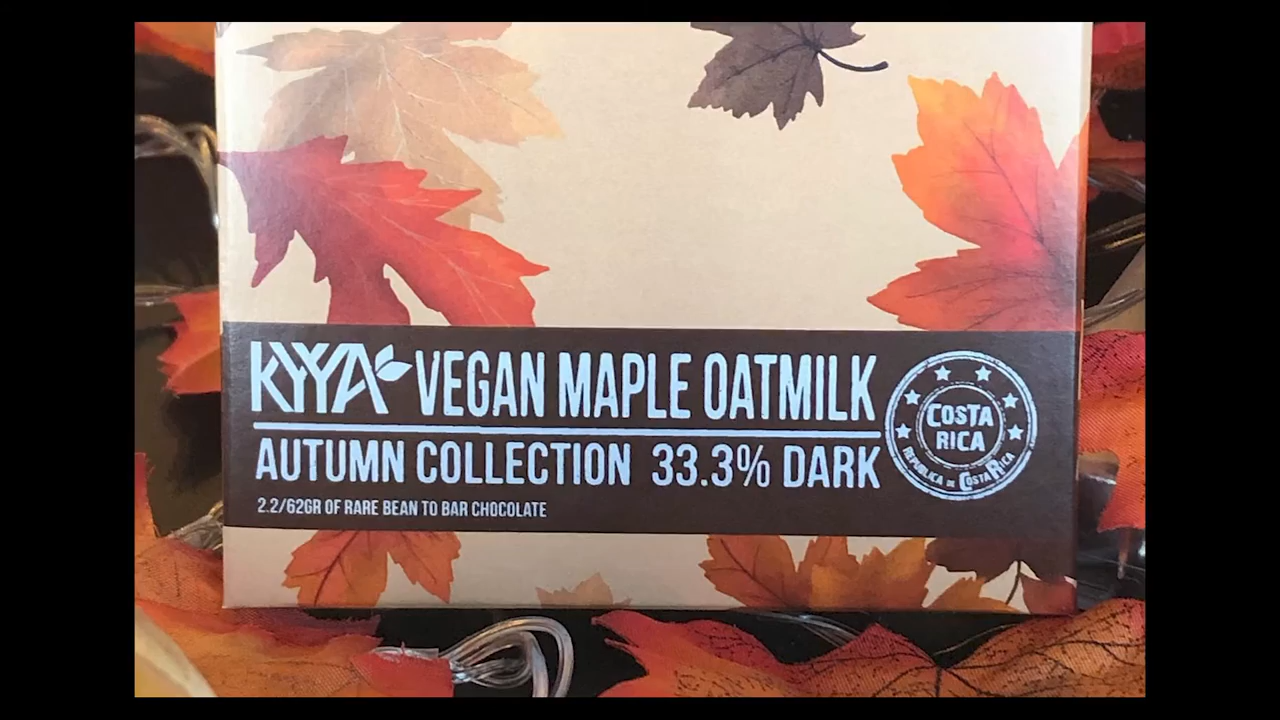 KYYA VEGAN MAPLE OATMILK
AUTUMN COLLECTION 33.3% DARK
2.2/62GR OF RARE BEAN TO BAR CHOCOLATE
COSTA
RICA
REPUBLICA DE COSTA RICA